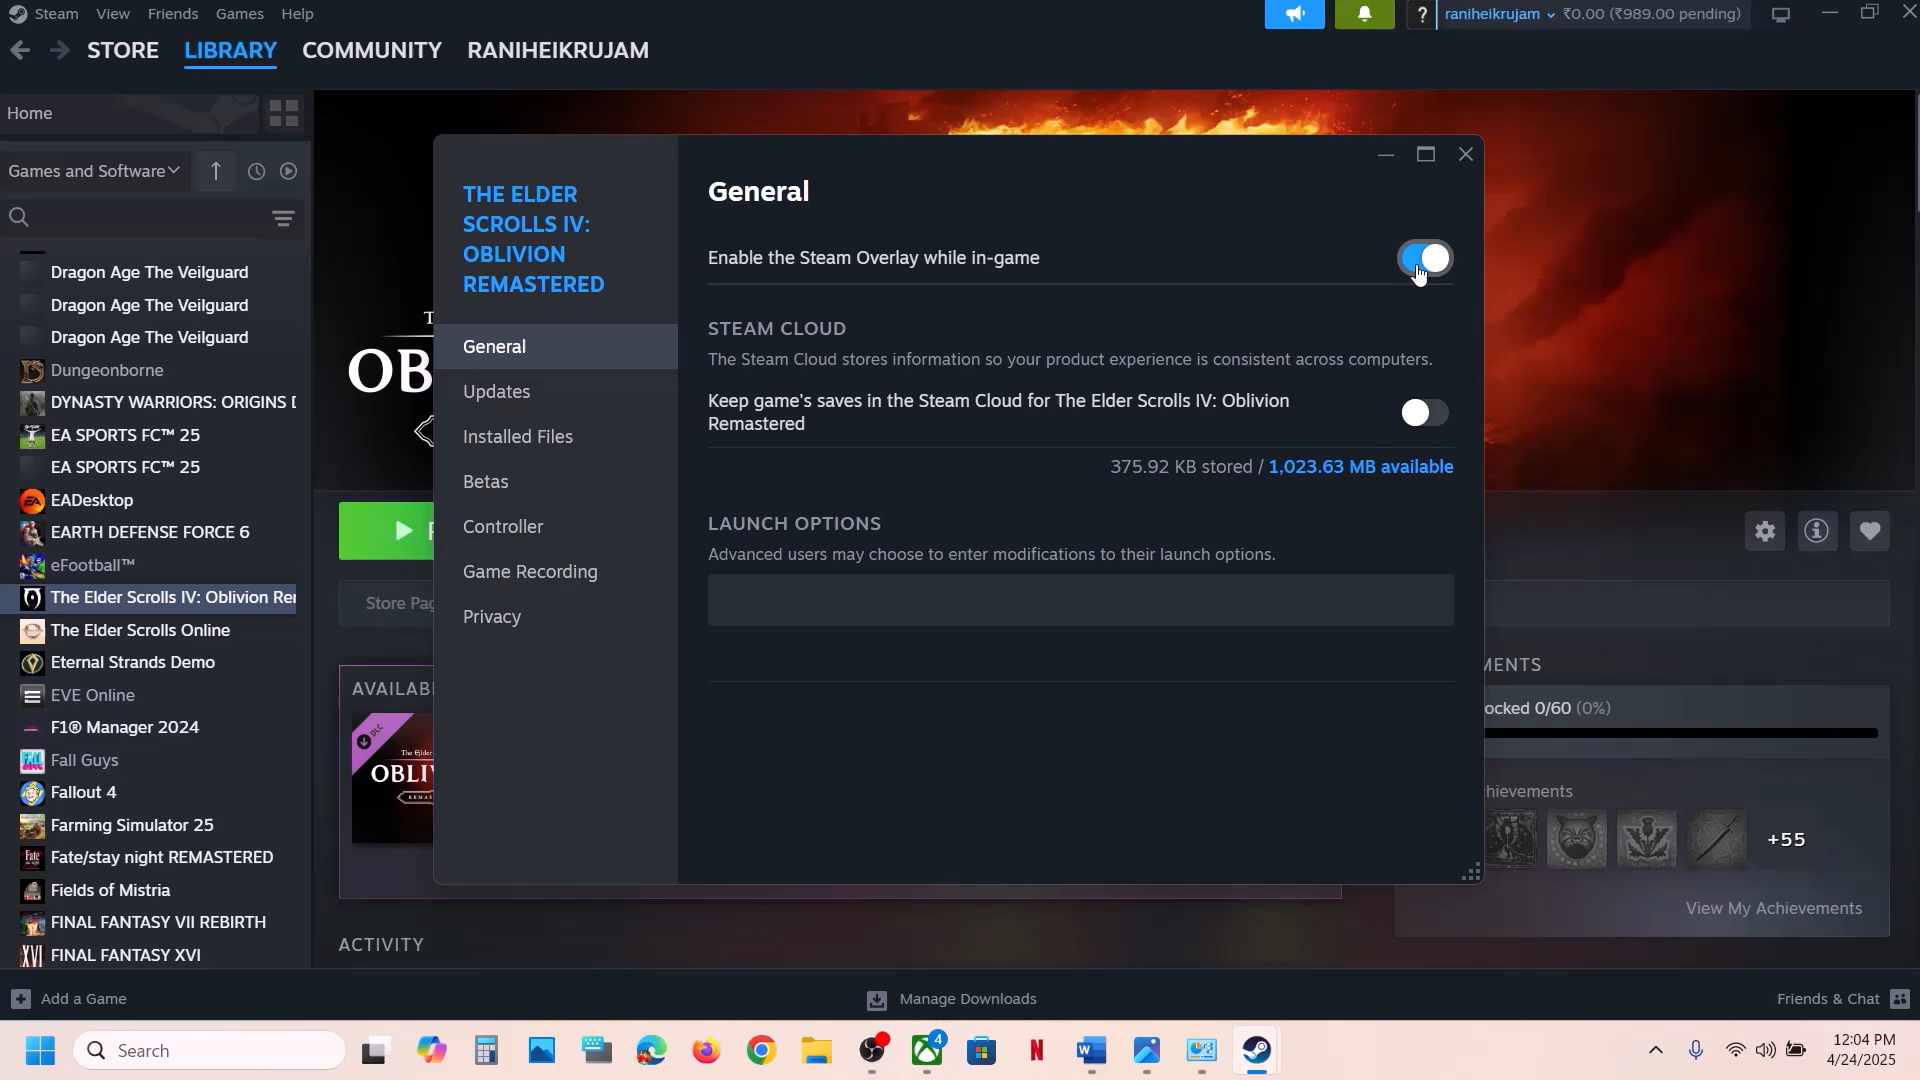 Steam View Friends Games Help
? raniheikrujam ₹0.00 (₹989.00 pending)
STORE LIBRARY COMMUNITY RANIHEIKRUJAM
Home
Games and Software
Dragon Age The Veilguard
Dragon Age The Veilguard
Dragon Age The Veilguard
Dungeonborne
DYNASTY WARRIORS: ORIGINS
EA SPORTS FC™ 25
EA SPORTS FC™ 25
EADesktop
EARTH DEFENSE FORCE 6
eFootball™
The Elder Scrolls IV: Oblivion Rem
The Elder Scrolls Online
Eternal Strands Demo
EVE Online
F1® Manager 2024
Fall Guys
Fallout 4
Farming Simulator 25
Fate/stay night REMASTERED
Fields of Mistria
FINAL FANTASY VII REBIRTH
FINAL FANTASY XVI
OB
Store Pag
AVAILAB
DLC
OBLIV
ACTIVITY
THE ELDER
SCROLLS IV:
OBLIVION
REMASTERED
General
Updates
Installed Files
Betas
Controller
Game Recording
Privacy
General
Enable the Steam Overlay while in-game
STEAM CLOUD
The Steam Cloud stores information so your product experience is consistent across computers.
Keep game's saves in the Steam Cloud for The Elder Scrolls IV: Oblivion
Remastered
375.92 KB stored / 1,023.63 MB available
LAUNCH OPTIONS
Advanced users may choose to enter modifications to their launch options.
MENTS
ocked 0/60 (0%)
hievements
+55
View My Achievements
Add a Game
Manage Downloads
Friends & Chat
Search
4
12:04 PM
4/24/2025